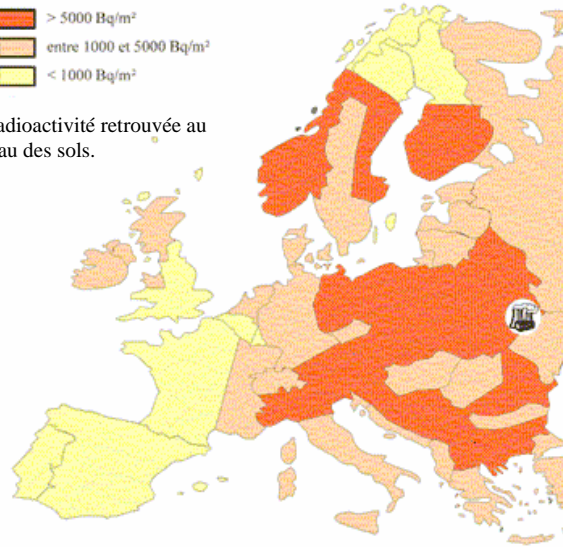 > 5000 Bq/m²
entre 1000 et 5000 Bq/m²
< 1000 Bq/m²
adioactivité retrouvée au
au des sols.